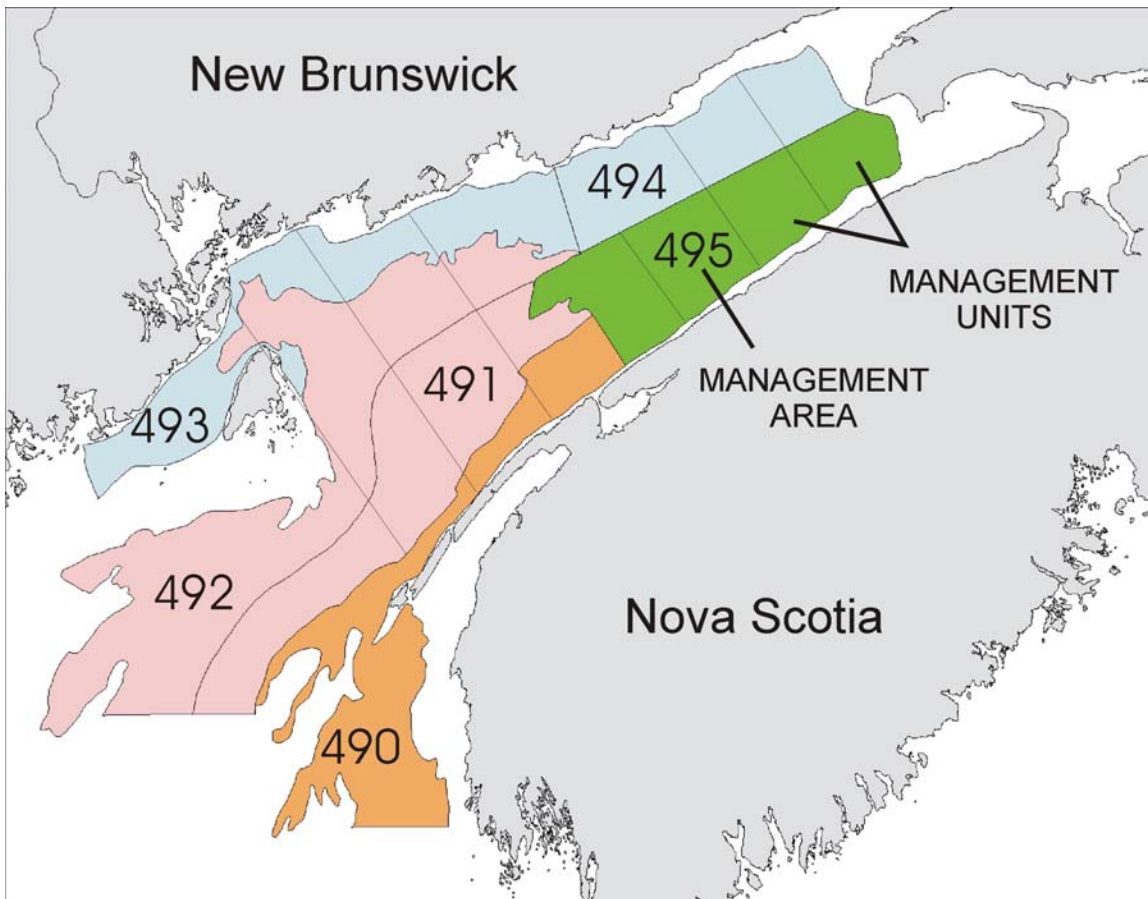 New Brunswick
494
495
MANAGEMENT
UNITS
491
MANAGEMENT
AREA
493
492
Nova Scotia
490